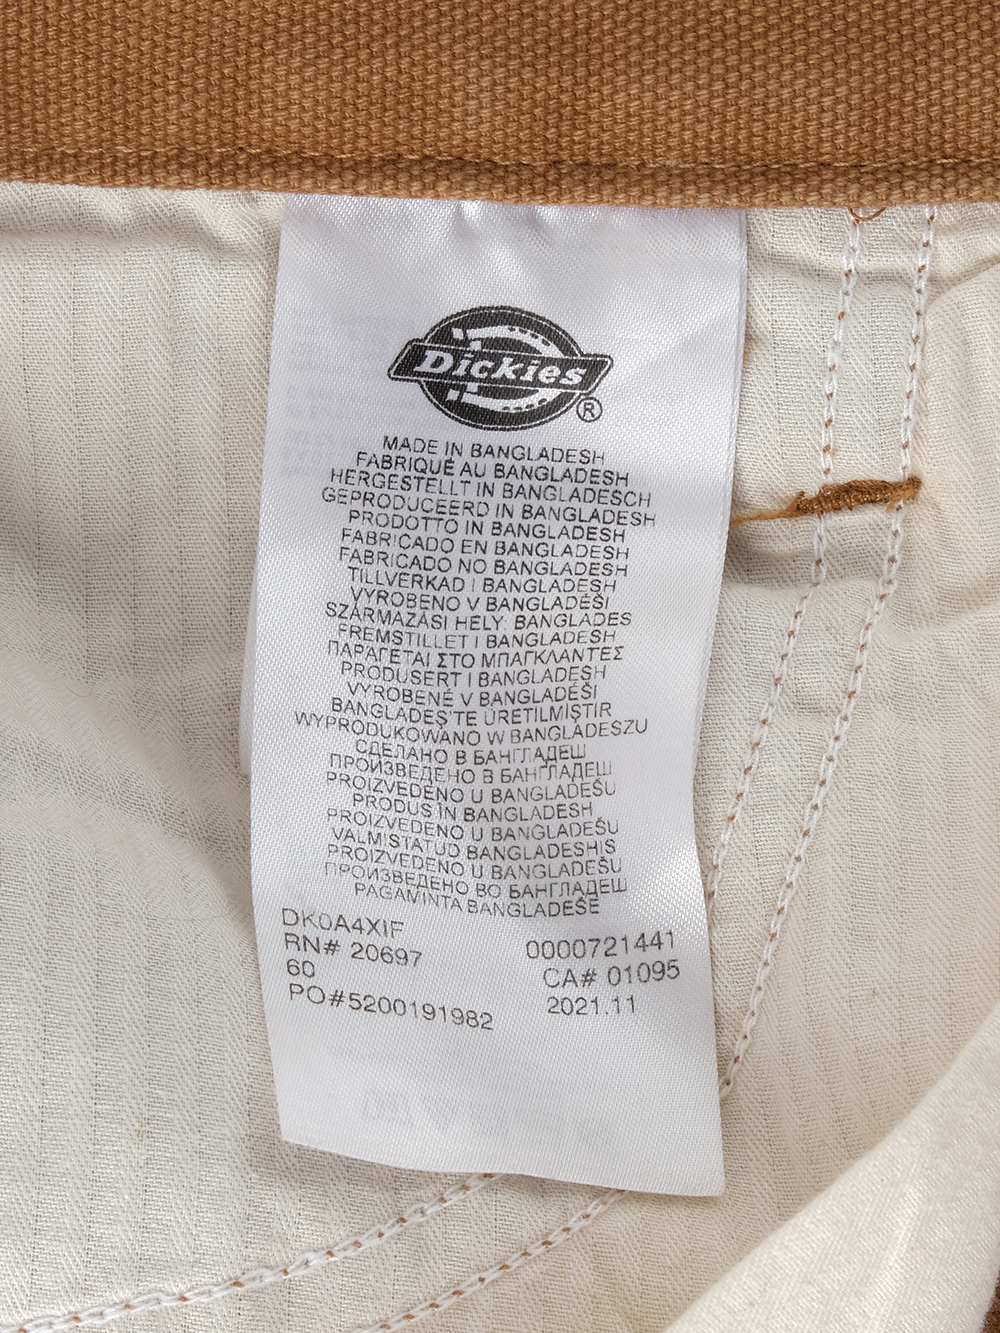 Dickies ®
MADE IN BANGLADESH
FABRIQUÉ AU BANGLADESH
HERGESTELLT IN BANGLADESCH
GEPRODUCEERD IN BANGLADESH
PRODOTTO IN BANGLADESH
FABRICADO EN BANGLADESH
FABRICADO NO BANGLADESH
TILLVERKAD I BANGLADESH
VYROBENO V BANGLADÉŠI
SZÁRMAZÁSI HELY: BANGLADES
FREMSTILLET I BANGLADESH
ΠΑΡΑΓΕΤΑΙ ΣΤΟ ΜΠΑΓΚΛΑΝΤΕΣ
PRODUSERT I BANGLADESH
VYROBENÉ V BANGLADÉŠI
BANGLADEŞ'TE ÜRETILMIŞTIR
WYPRODUKOWANO W BANGLADESZU
СДЕЛАНО В БАНГЛАДЕШ
ПРОИЗВЕДЕНО В БАНГЛАДЕШ
PROIZVEDENO U BANGLADEŠU
PRODUS ÎN BANGLADESH
PROIZVEDENO U BANGLADEŠU
VALMISTATUD BANGLADESHIS
PROIZVEDENO U BANGLADEŠU
ПРОИЗВЕДЕНО ВО БАНГЛАДЕШ
PAGAMINTA BANGLADEŠE
DK0A4XIF
RN# 20697 0000721441
60 CA# 01095
PO#5200191982 2021.11